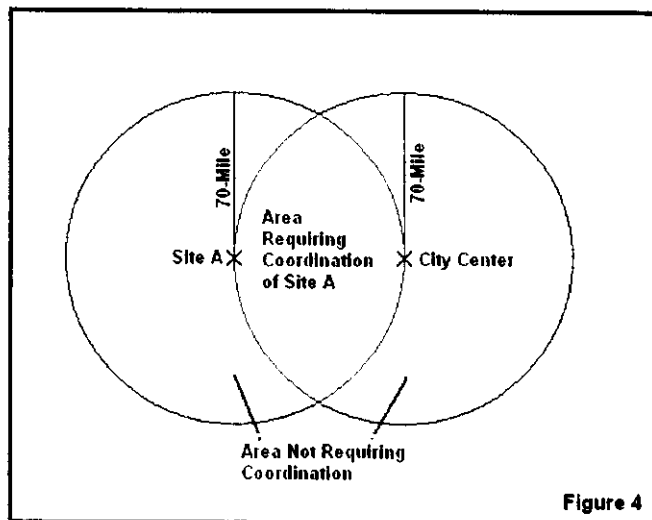 70-Mile
70-Mile
Area
Requiring
Coordination
of Site A
Site A
City Center
Area Not Requiring
Coordination
Figure 4